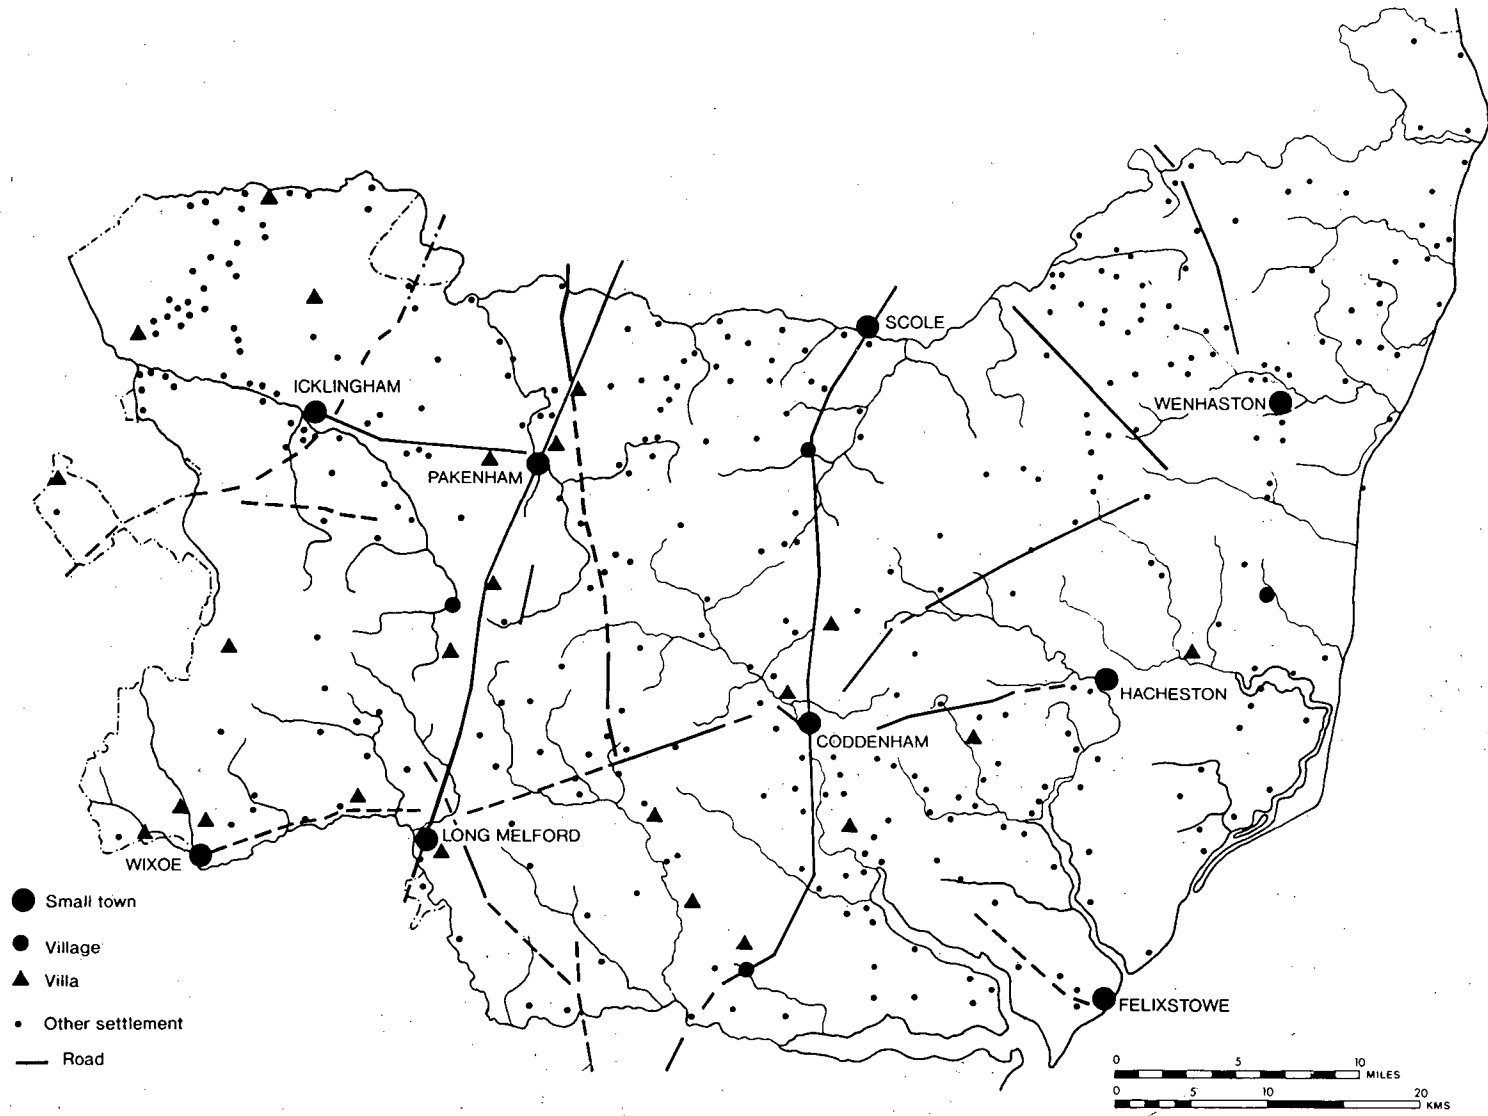 SCOLE
ICKLINGHAM
WENHASTON
PAKENHAM
HACHESTON
CODDENHAM
LONG MELFORD
WIXOE
FELIXSTOWE
Small town
Village
Villa
Other settlement
Road
0 5 10
MILES
0 5 10 20
KMS